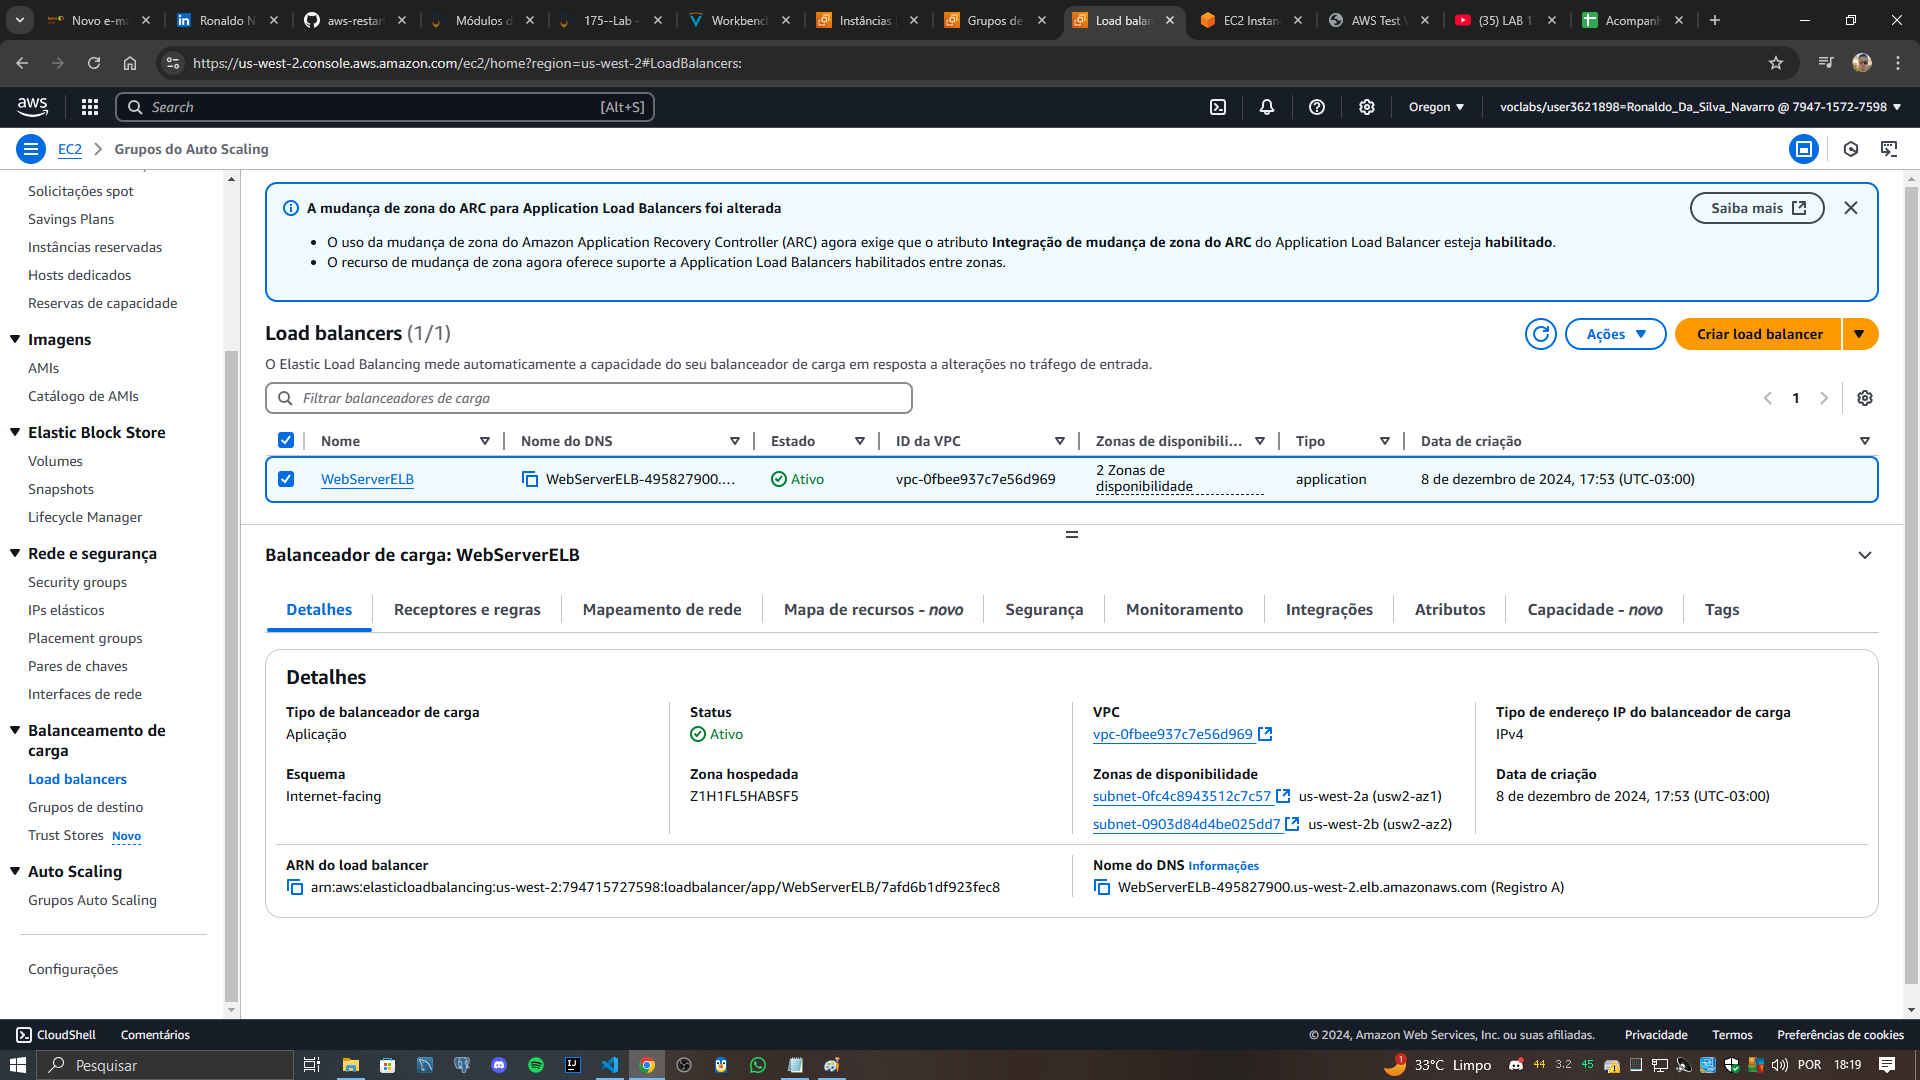 Novo e-ma
Ronaldo N
aws-restar
Módulos d
175--Lab -
Workbench
Instâncias
Grupos de
Load balan
EC2 Instan
AWS Test
(35) LAB 1
Acompanh
https://us-west-2.console.aws.amazon.com/ec2/home?region=us-west-2#LoadBalancers:
aws
Search
[Alt+S]
Oregon
voclabs/user3621898=Ronaldo_Da_Silva_Navarro @ 7947-1572-7598
EC2
Grupos do Auto Scaling
Solicitações spot
Savings Plans
Instâncias reservadas
Hosts dedicados
Reservas de capacidade
Imagens
AMIs
Catálogo de AMIs
Elastic Block Store
Volumes
Snapshots
Lifecycle Manager
Rede e segurança
Security groups
IPs elásticos
Placement groups
Pares de chaves
Interfaces de rede
Balanceamento de
carga
Load balancers
Grupos de destino
Trust Stores Novo
Auto Scaling
Grupos Auto Scaling
Configurações
A mudança de zona do ARC para Application Load Balancers foi alterada
Saiba mais
• O uso da mudança de zona do Amazon Application Recovery Controller (ARC) agora exige que o atributo Integração de mudança de zona do ARC do Application Load Balancer esteja habilitado.
• O recurso de mudança de zona agora oferece suporte a Application Load Balancers habilitados entre zonas.
Load balancers (1/1)
Ações
Criar load balancer
O Elastic Load Balancing mede automaticamente a capacidade do seu balanceador de carga em resposta a alterações no tráfego de entrada.
Filtrar balanceadores de carga
1
Nome
Nome do DNS
Estado
ID da VPC
Zonas de disponibili...
Tipo
Data de criação
WebServerELB
WebServerELB-495827900....
Ativo
vpc-0fbee937c7e56d969
2 Zonas de
disponibilidade
application
8 de dezembro de 2024, 17:53 (UTC-03:00)
Balanceador de carga: WebServerELB
Detalhes
Receptores e regras
Mapeamento de rede
Mapa de recursos - novo
Segurança
Monitoramento
Integrações
Atributos
Capacidade - novo
Tags
Detalhes
Tipo de balanceador de carga
Aplicação
Status
Ativo
VPC
vpc-0fbee937c7e56d969
Tipo de endereço IP do balanceador de carga
IPv4
Esquema
Internet-facing
Zona hospedada
Z1H1FL5HABSF5
Zonas de disponibilidade
subnet-0fc4c8943512c7c57 us-west-2a (usw2-az1)
subnet-0903d84d4be025dd7 us-west-2b (usw2-az2)
Data de criação
8 de dezembro de 2024, 17:53 (UTC-03:00)
ARN do load balancer
arn:aws:elasticloadbalancing:us-west-2:794715727598:loadbalancer/app/WebServerELB/7afd6b1df923fec8
Nome do DNS Informações
WebServerELB-495827900.us-west-2.elb.amazonaws.com (Registro A)
CloudShell
Comentários
© 2024, Amazon Web Services, Inc. ou suas afiliadas.
Privacidade
Termos
Preferências de cookies
Pesquisar
1
33°C Limpo
44
3.2
45
POR
18:19